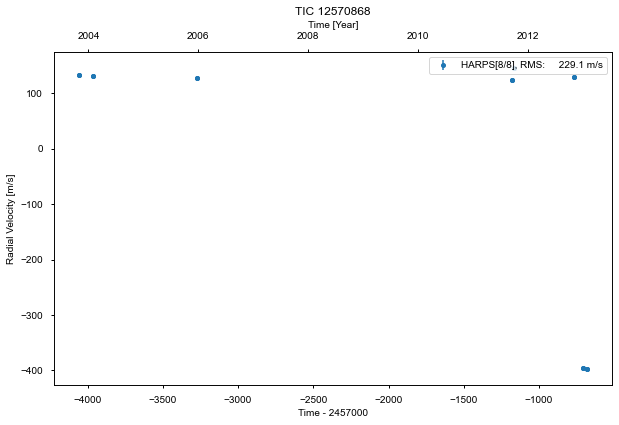 TIC 12570868
Time [Year]
2004 2006 2008 2010 2012
HARPS[8/8], RMS: 229.1 m/s
100
0
−100
−200
−300
−400
Radial Velocity [m/s]
−4000 −3500 −3000 −2500 −2000 −1500 −1000
Time - 2457000